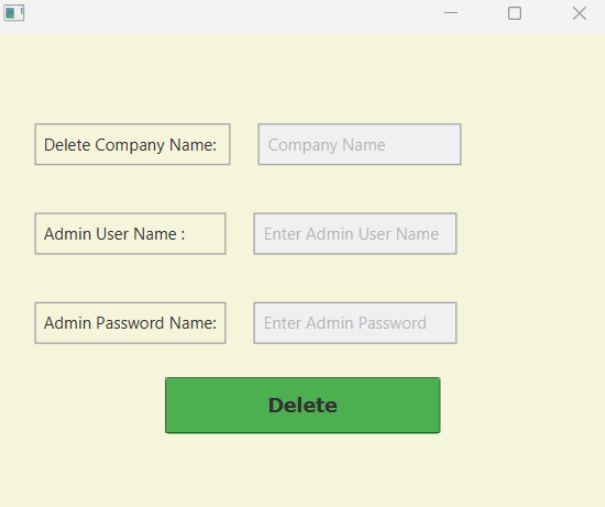 Delete Company Name: Company Name
Admin User Name : Enter Admin User Name
Admin Password Name: Enter Admin Password
Delete